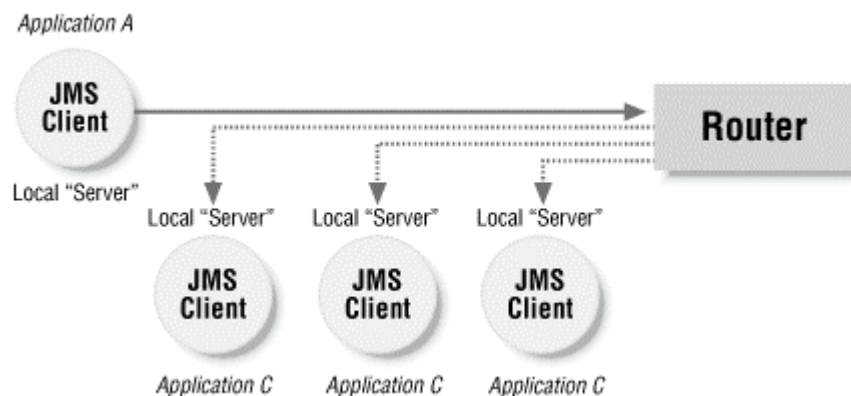 Application A
JMS
Client
Router
Local “Server”
Local “Server”
Local “Server”
Local “Server”
JMS
Client
JMS
Client
JMS
Client
Application C
Application C
Application C